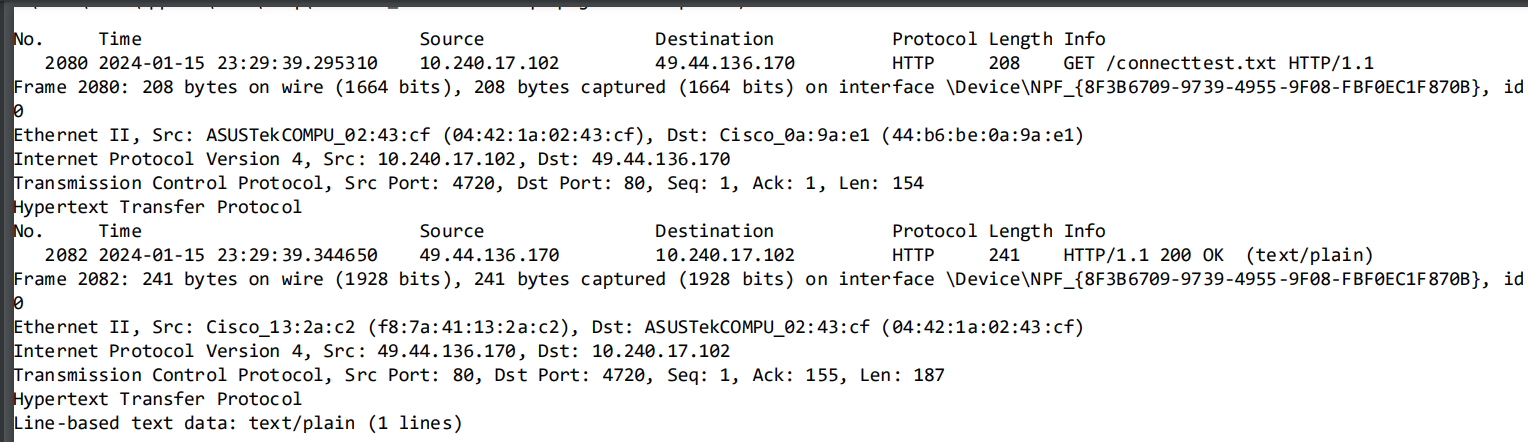 No. Time Source Destination Protocol Length Info
2080 2024-01-15 23:29:39.295310 10.240.17.102 49.44.136.170 HTTP 208 GET /connecttest.txt HTTP/1.1
Frame 2080: 208 bytes on wire (1664 bits), 208 bytes captured (1664 bits) on interface \Device\NPF_{8F3B6709-9739-4955-9F08-FBF0EC1F870B}, id
0
Ethernet II, Src: ASUSTekCOMPU_02:43:cf (04:42:1a:02:43:cf), Dst: Cisco_0a:9a:e1 (44:b6:be:0a:9a:e1)
Internet Protocol Version 4, Src: 10.240.17.102, Dst: 49.44.136.170
Transmission Control Protocol, Src Port: 4720, Dst Port: 80, Seq: 1, Ack: 1, Len: 154
Hypertext Transfer Protocol
No. Time Source Destination Protocol Length Info
2082 2024-01-15 23:29:39.344650 49.44.136.170 10.240.17.102 HTTP 241 HTTP/1.1 200 OK (text/plain)
Frame 2082: 241 bytes on wire (1928 bits), 241 bytes captured (1928 bits) on interface \Device\NPF_{8F3B6709-9739-4955-9F08-FBF0EC1F870B}, id
0
Ethernet II, Src: Cisco_13:2a:c2 (f8:7a:41:13:2a:c2), Dst: ASUSTekCOMPU_02:43:cf (04:42:1a:02:43:cf)
Internet Protocol Version 4, Src: 49.44.136.170, Dst: 10.240.17.102
Transmission Control Protocol, Src Port: 80, Dst Port: 4720, Seq: 1, Ack: 155, Len: 187
Hypertext Transfer Protocol
Line-based text data: text/plain (1 lines)